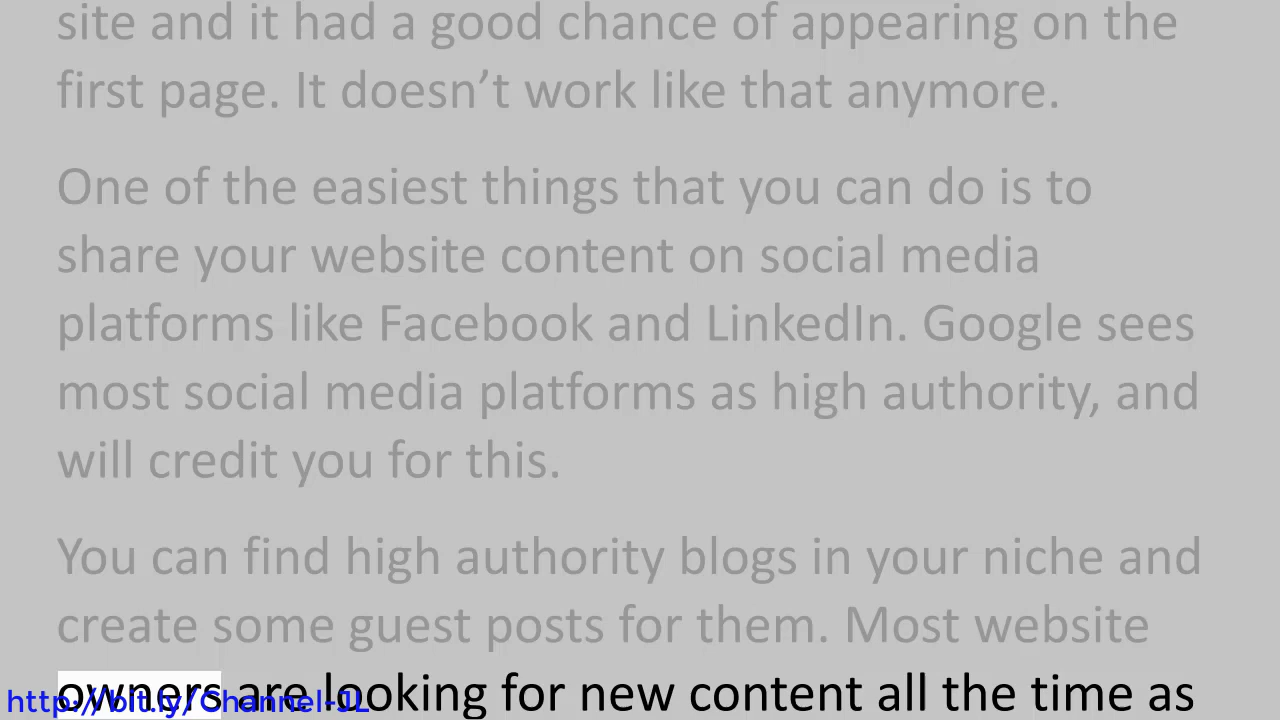 site and it had a good chance of appearing on the
first page. It doesn’t work like that anymore.
One of the easiest things that you can do is to
share your website content on social media
platforms like Facebook and LinkedIn. Google sees
most social media platforms as high authority, and
will credit you for this.
You can find high authority blogs in your niche and
create some guest posts for them. Most website
owners are looking for new content all the time as
http://bit.ly/Channel-JL